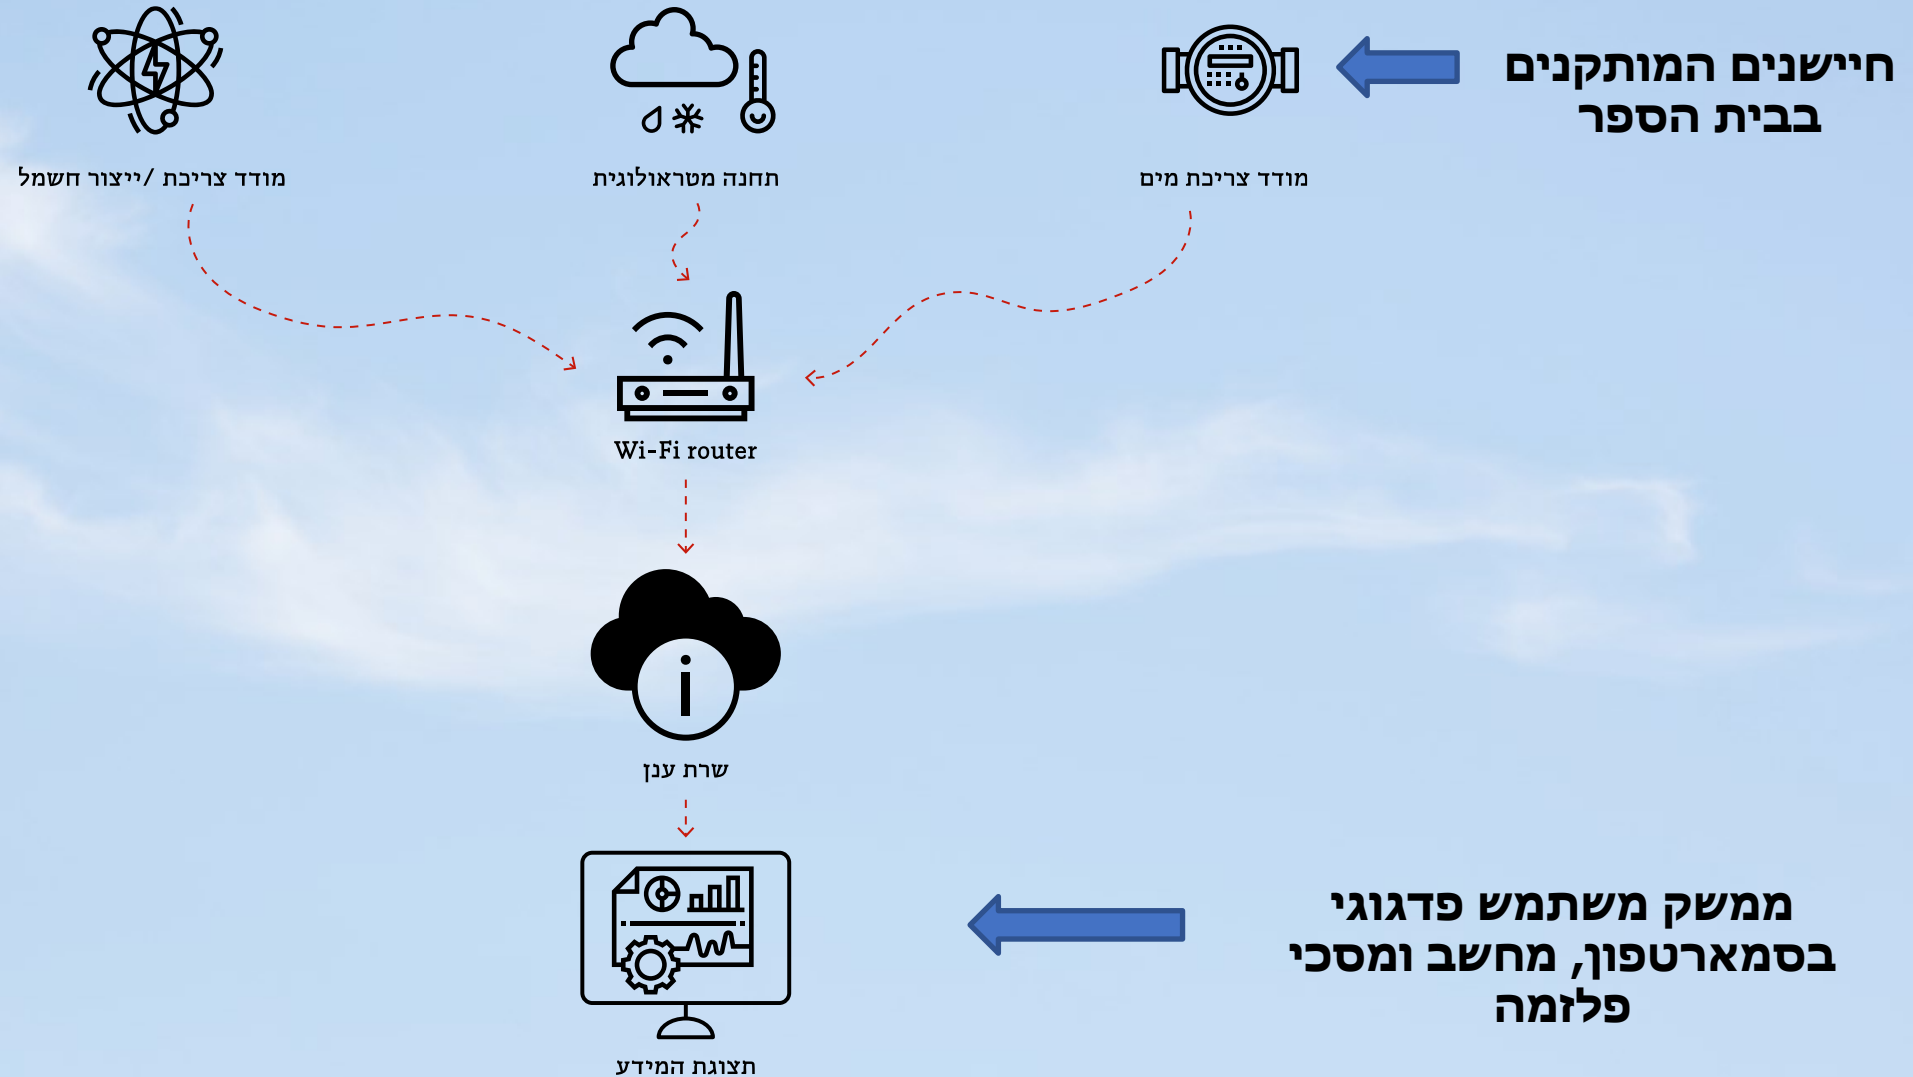 חיישנים המותקנים
בבית הספר
מודד צריכת מים
תחנה מטראולוגית
מודד צריכת /ייצור חשמל
Wi-Fi router
שרת ענן
ממשק משתמש פדגוגי
בסמארטפון, מחשב ומסכי
פלזמה
תצוגת המידע